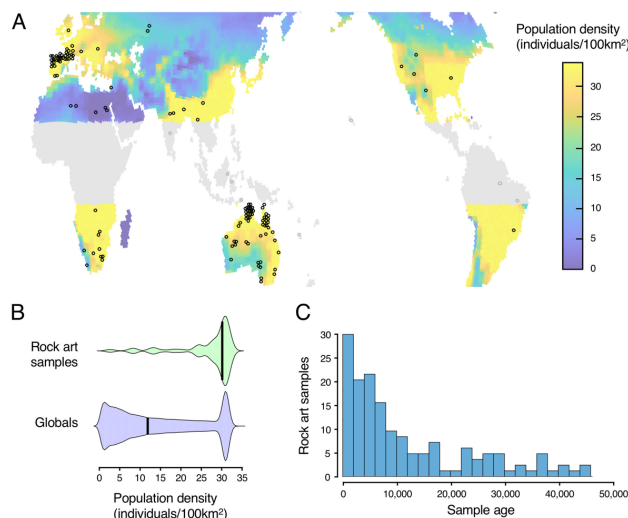 A
Population density
(individuals/100km²)
30
25
20
15
10
5
0
B
Rock art
samples
Globals
0 5 10 15 20 25 30 35
Population density
(individuals/100km²)
C
Rock art samples
30
25
20
15
10
5
0
0 10,000 20,000 30,000 40,000 50,000
Sample age